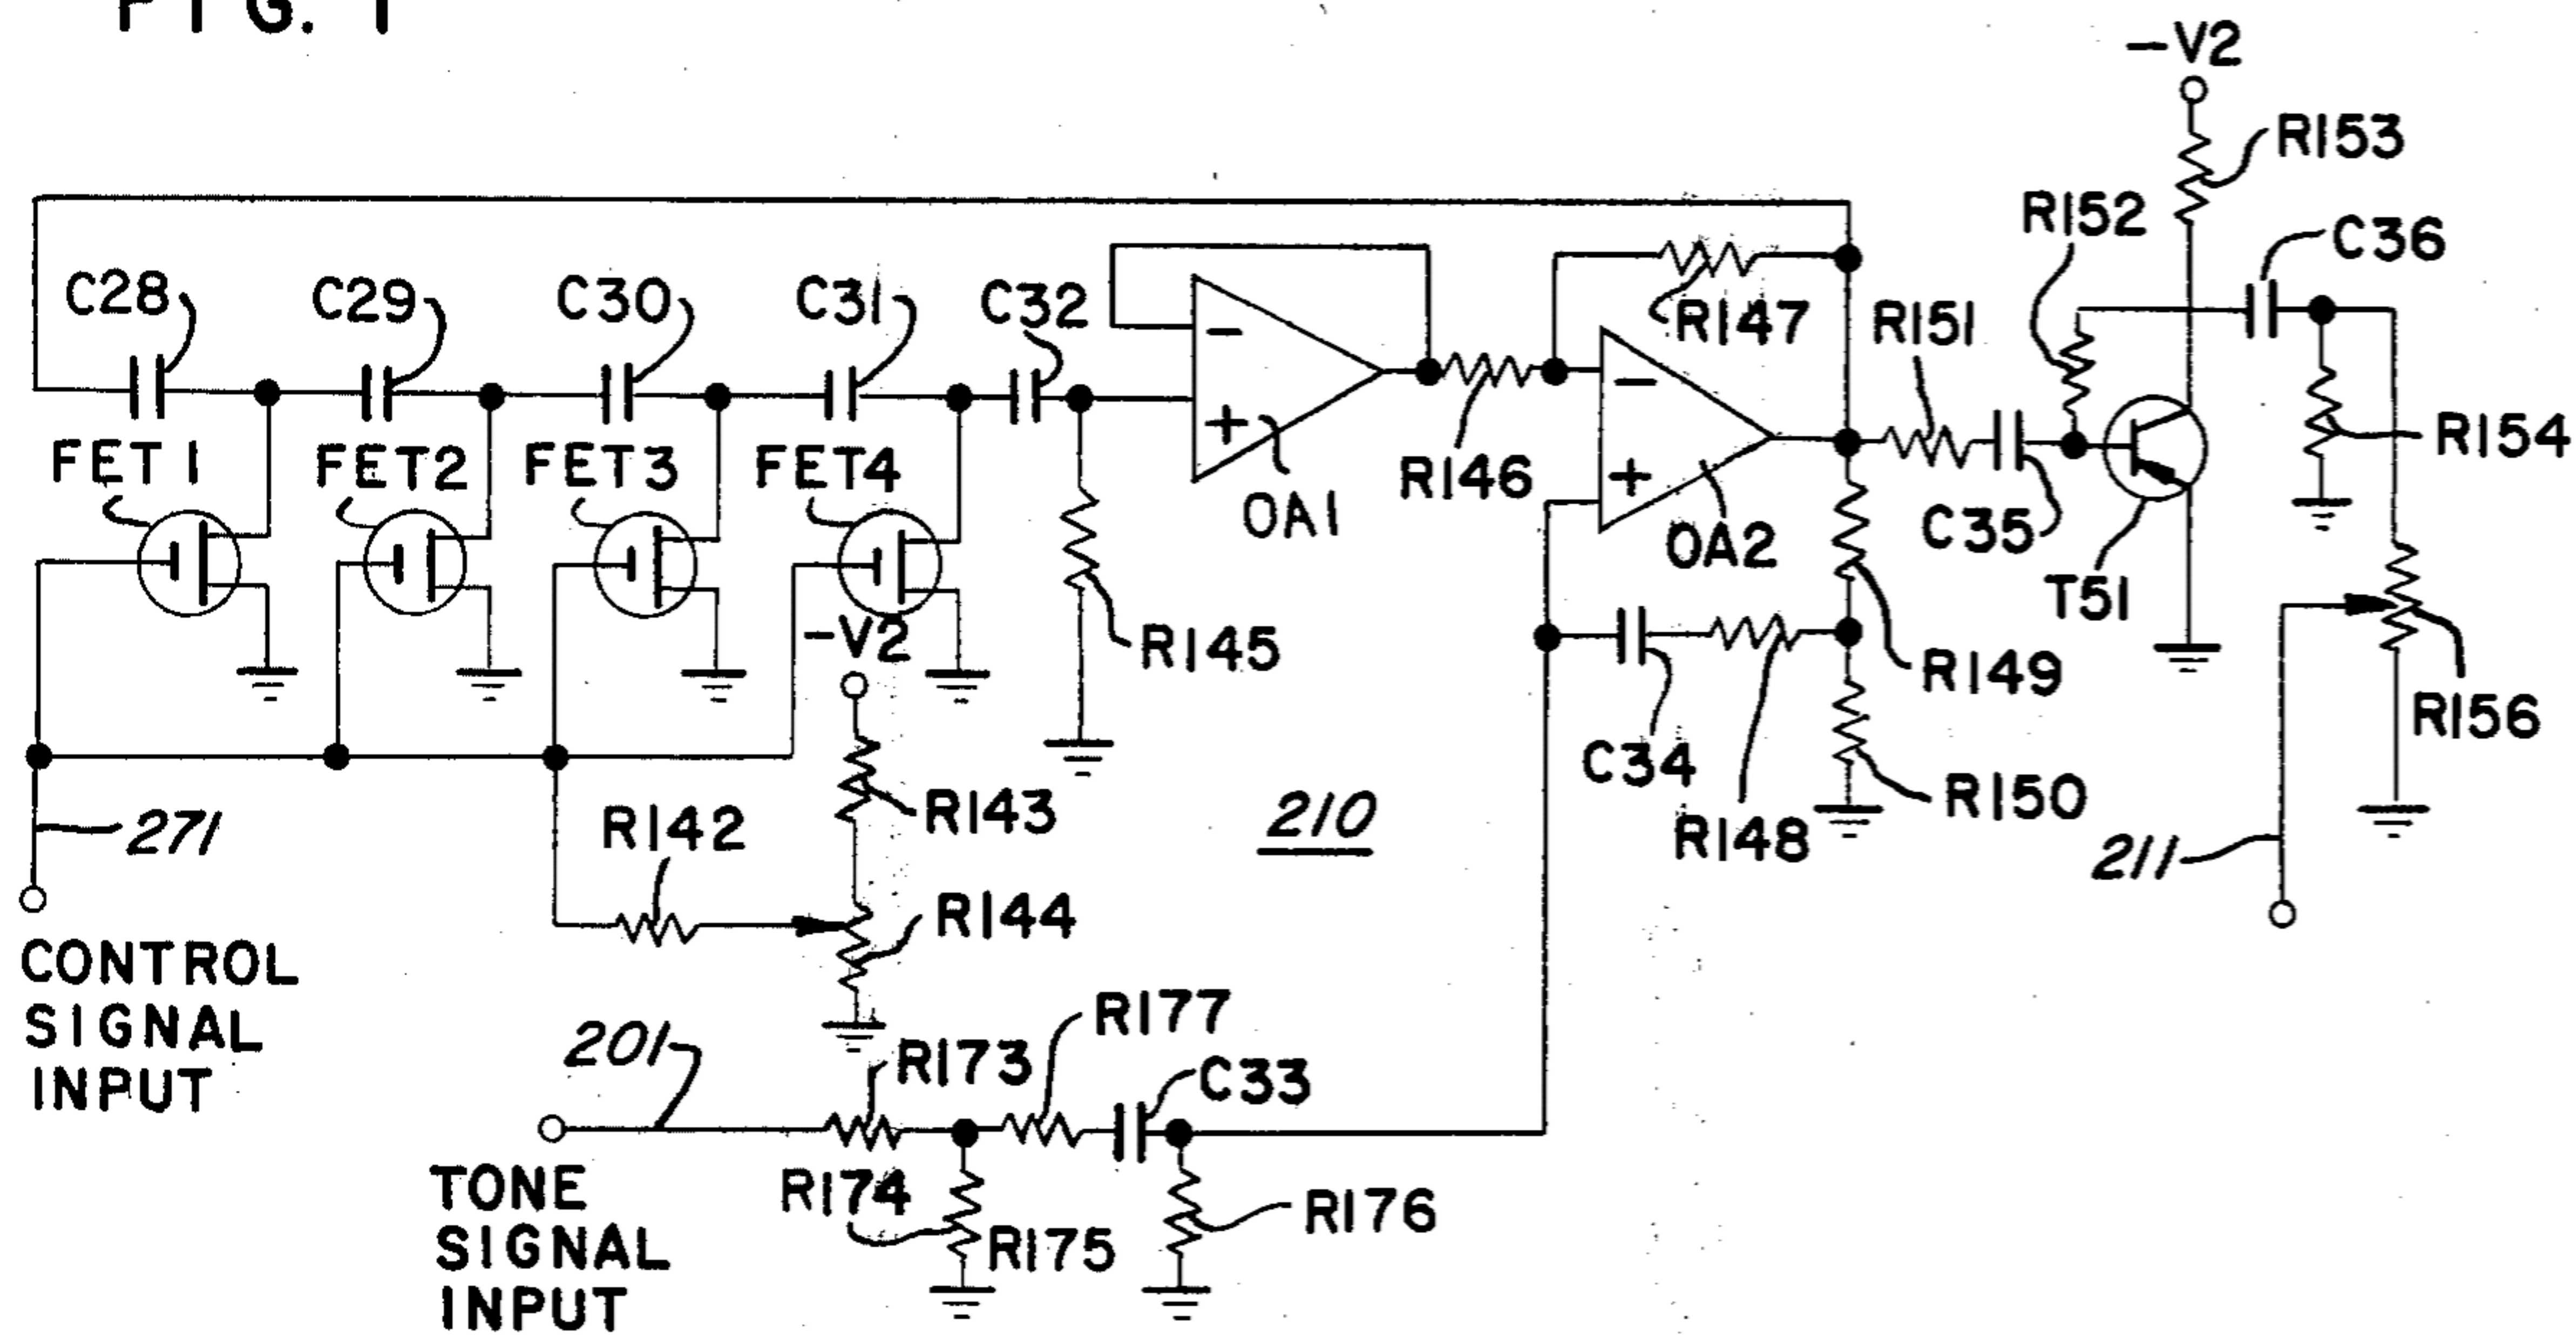 FIG. 1
-V2
R153
R152
C36
C28
C29
C30
C31
C32
R147
R151
R154
FET 1
FET2
FET3
FET4
-
+
OA1
R146
-
+
OA2
C35
T51
-V2
R145
R149
R156
C34
R148
R150
271
R142
R143
210
211
R144
CONTROL
SIGNAL
INPUT
201
R173
R177
C33
TONE
SIGNAL
INPUT
R174
R175
R176